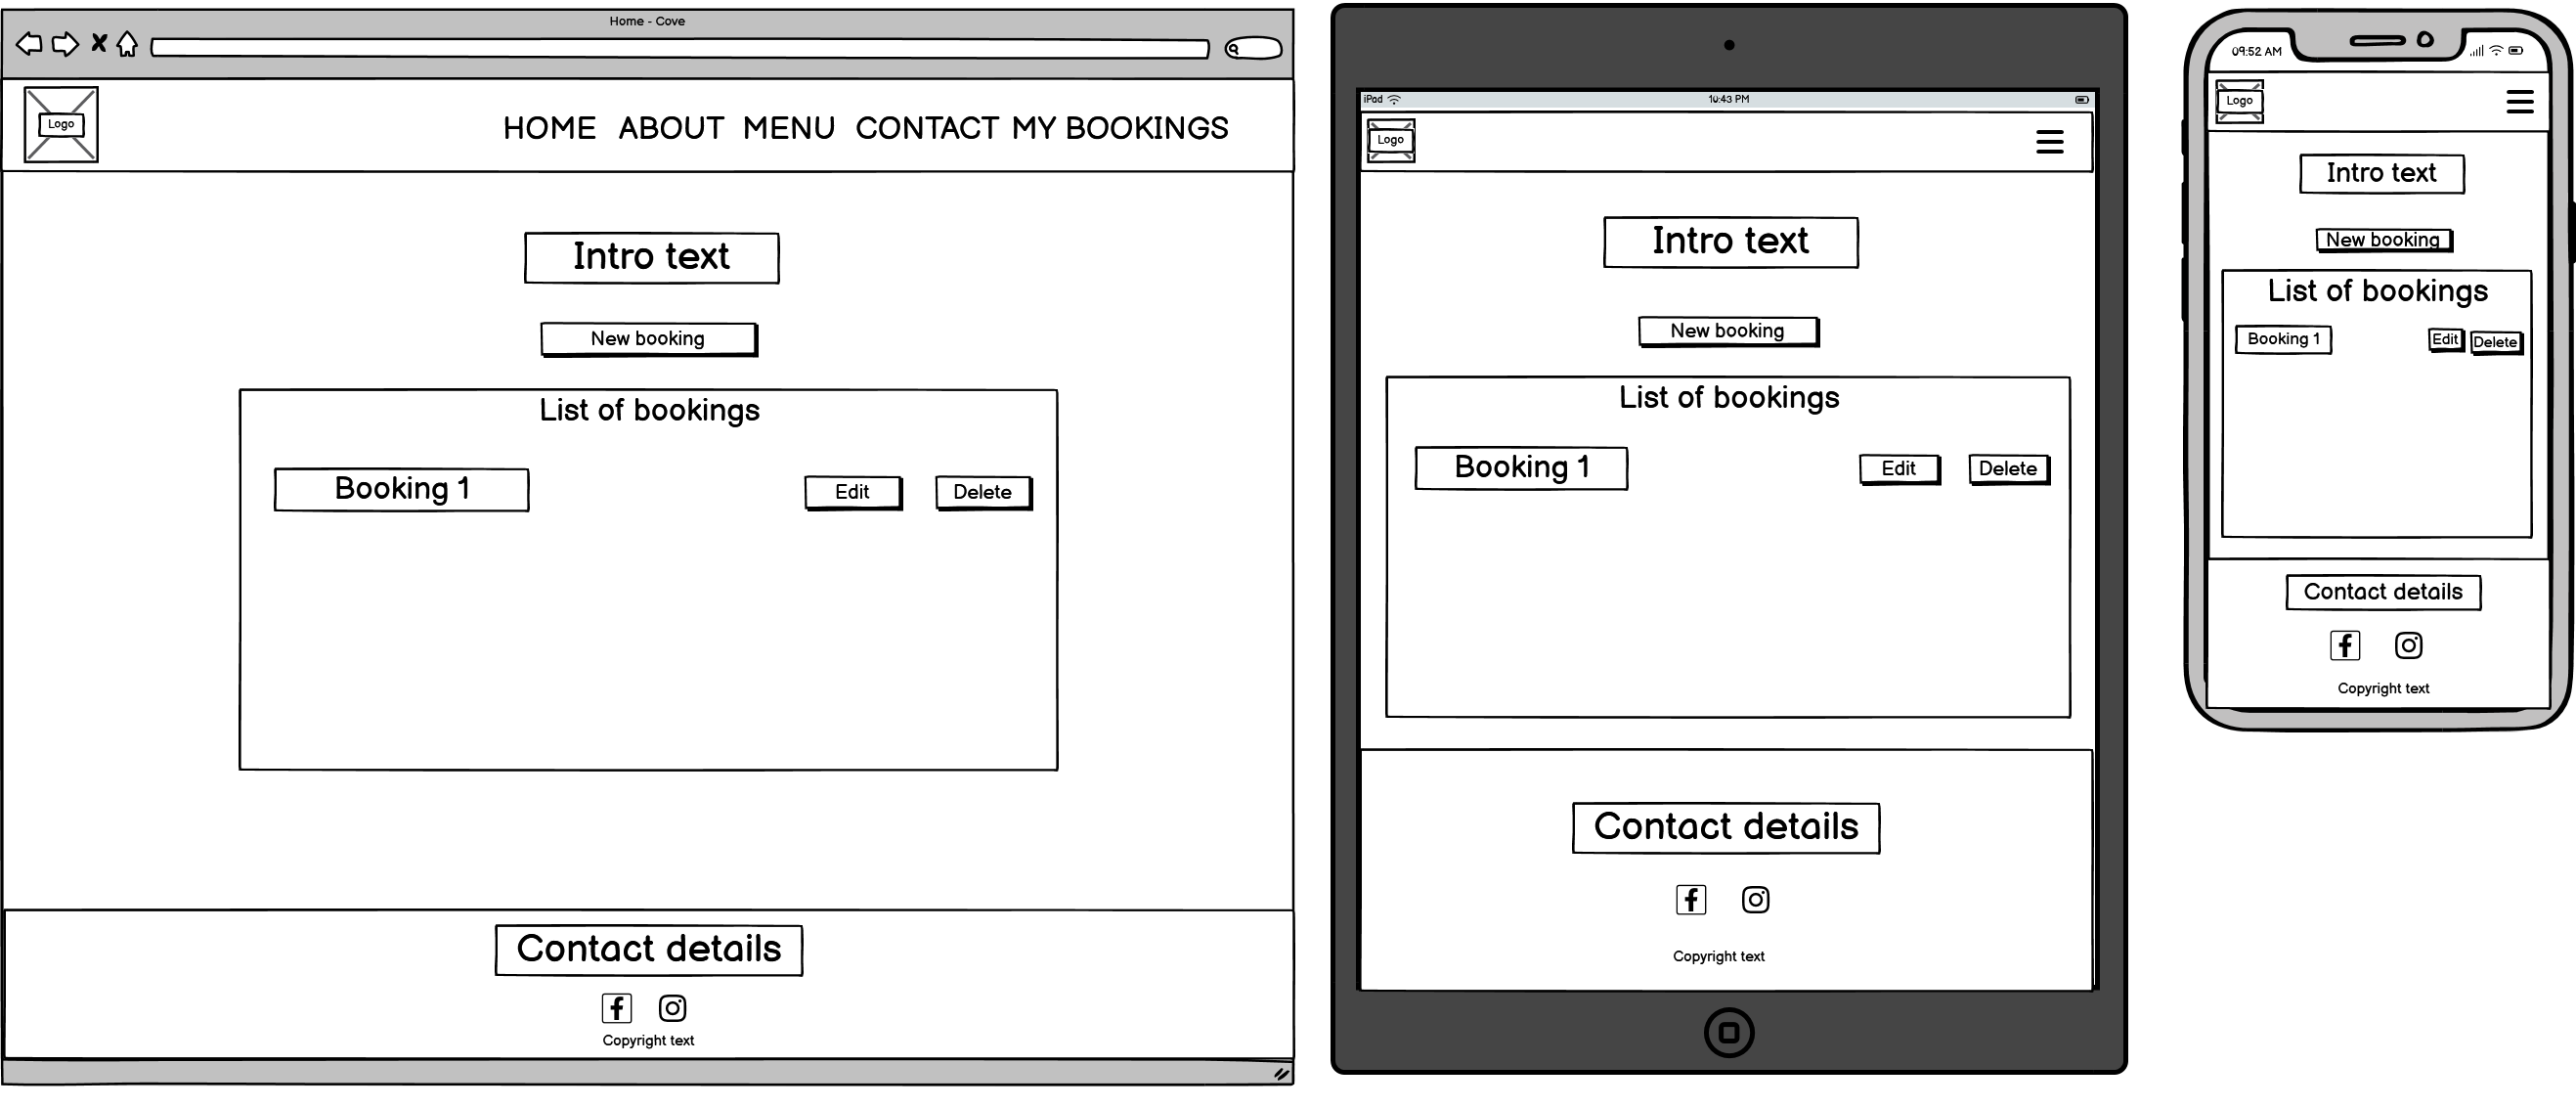 Home - Cove
Logo
HOME ABOUT MENU CONTACT MY BOOKINGS
Intro text
New booking
List of bookings
Booking 1
Edit
Delete
Contact details
Copyright text
iPad
10:43 PM
Logo
Intro text
New booking
List of bookings
Booking 1
Edit
Delete
Contact details
Copyright text
09:52 AM
Logo
Intro text
New booking
List of bookings
Booking 1
Edit
Delete
Contact details
Copyright text